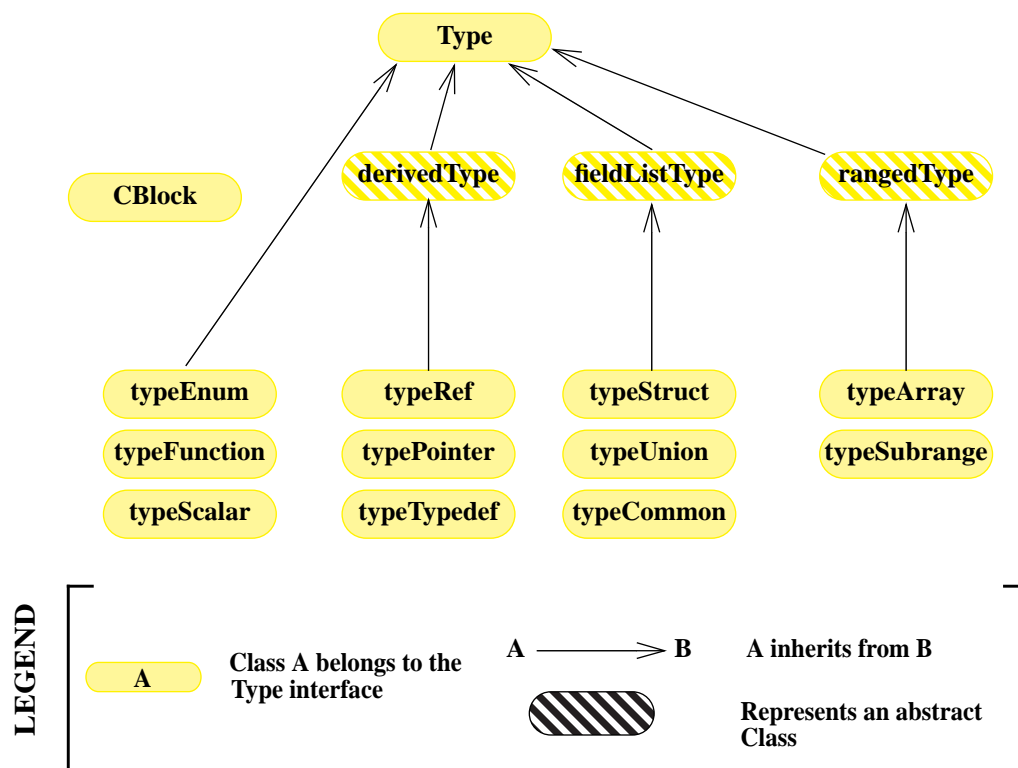 Type
derivedType
fieldListType
rangedType
CBlock
typeEnum
typeRef
typeStruct
typeArray
typeFunction
typePointer
typeUnion
typeSubrange
typeScalar
typeTypedef
typeCommon
LEGEND
A
Class A belongs to the
Type interface
A
B
A inherits from B
Represents an abstract
Class